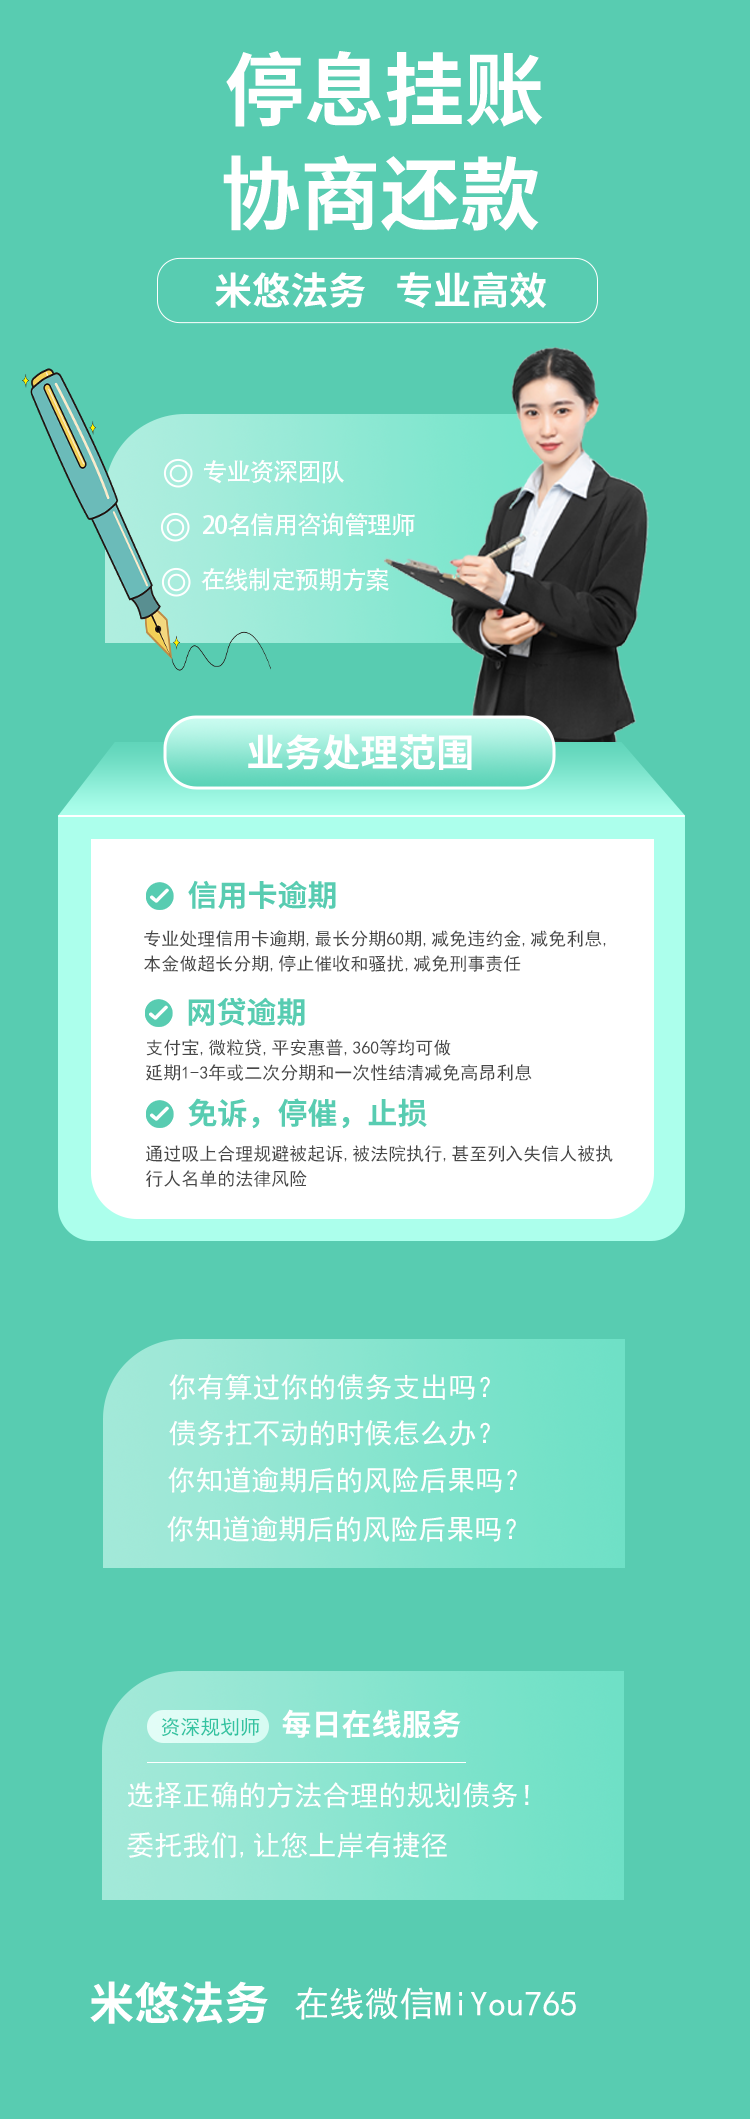 停息挂账
协商还款
米悠法务 专业高效
专业资深团队
20名信用咨询管理师
在线制定预期方案
业务处理范围
信用卡逾期
专业处理信用卡逾期,最长分期60期,减免违约金,减免利息,
本金做超长分期,停止催收和骚扰,减免刑事责任
网贷逾期
支付宝,微粒贷,平安惠普,360等均可做
延期1-3年或二次分期和一次性结清减免高昂利息
免诉，停催，止损
通过吸上合理规避被起诉,被法院执行,甚至列入失信人被执
行人名单的法律风险
你有算过你的债务支出吗?
债务扛不动的时候怎么办?
你知道逾期后的风险后果吗?
你知道逾期后的风险后果吗?
资深规划师 每日在线服务
选择正确的方法合理的规划债务!
委托我们,让您上岸有捷径
米悠法务 在线微信MiYou765